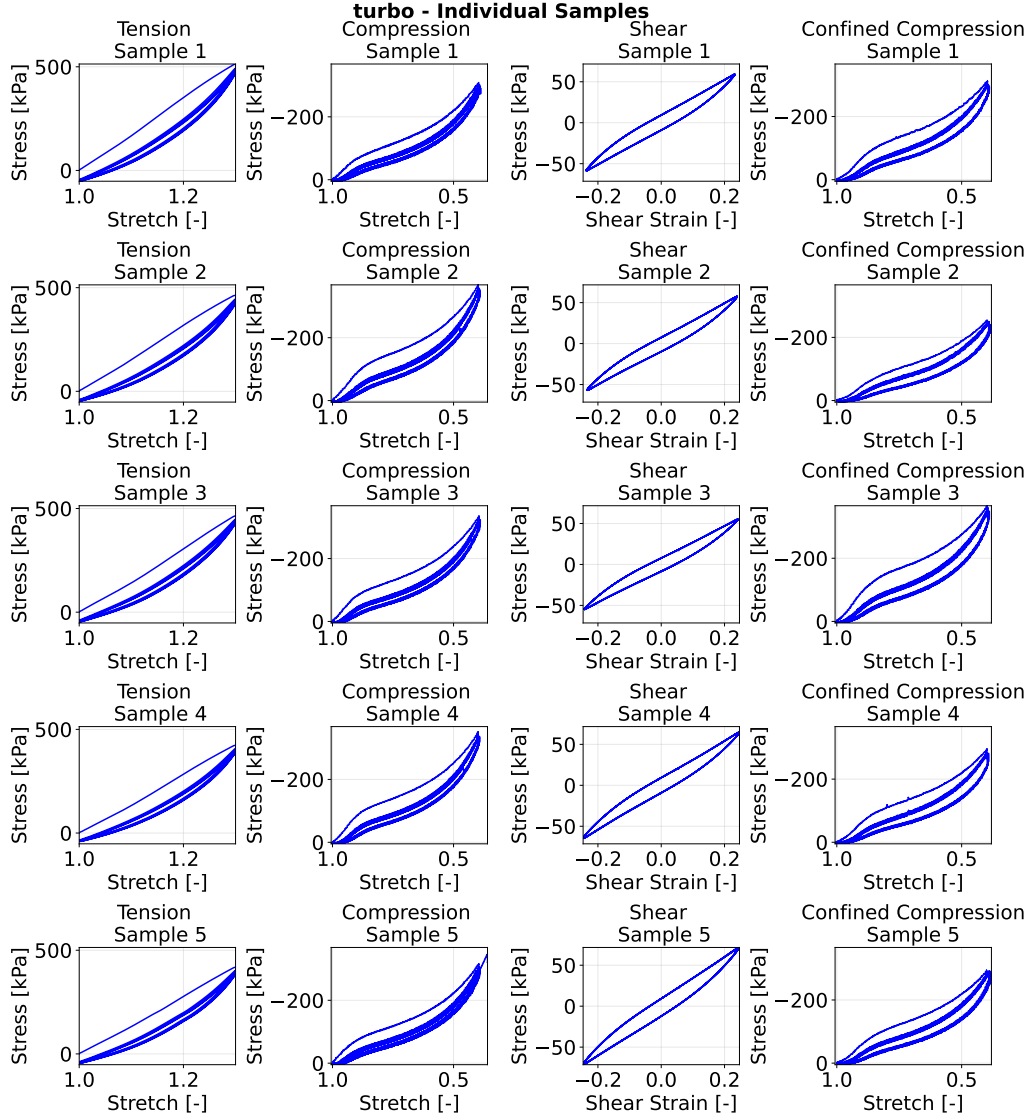 turbo - Individual Samples
Tension Compression Shear Confined Compression
Sample 1 Sample 1 Sample 1 Sample 1
Stress [kPa] Stress [kPa] Stress [kPa] Stress [kPa]
500 0
−200 0
50 0 −50
−200 0
1.0 1.2 1.0 0.5 −0.2 0.0 0.2 1.0 0.5
Stretch [-] Stretch [-] Shear Strain [-] Stretch [-]
Tension Compression Shear Confined Compression
Sample 2 Sample 2 Sample 2 Sample 2
Stress [kPa] Stress [kPa] Stress [kPa] Stress [kPa]
500 0
−200 0
50 0 −50
−200 0
1.0 1.2 1.0 0.5 −0.2 0.0 0.2 1.0 0.5
Stretch [-] Stretch [-] Shear Strain [-] Stretch [-]
Tension Compression Shear Confined Compression
Sample 3 Sample 3 Sample 3 Sample 3
Stress [kPa] Stress [kPa] Stress [kPa] Stress [kPa]
500 0
−200 0
50 0 −50
−200 0
1.0 1.2 1.0 0.5 −0.2 0.0 0.2 1.0 0.5
Stretch [-] Stretch [-] Shear Strain [-] Stretch [-]
Tension Compression Shear Confined Compression
Sample 4 Sample 4 Sample 4 Sample 4
Stress [kPa] Stress [kPa] Stress [kPa] Stress [kPa]
500 0
−200 0
50 0 −50
−200 0
1.0 1.2 1.0 0.5 −0.2 0.0 0.2 1.0 0.5
Stretch [-] Stretch [-] Shear Strain [-] Stretch [-]
Tension Compression Shear Confined Compression
Sample 5 Sample 5 Sample 5 Sample 5
Stress [kPa] Stress [kPa] Stress [kPa] Stress [kPa]
500 0
−200 0
50 0 −50
−200 0
1.0 1.2 1.0 0.5 −0.2 0.0 0.2 1.0 0.5
Stretch [-] Stretch [-] Shear Strain [-] Stretch [-]